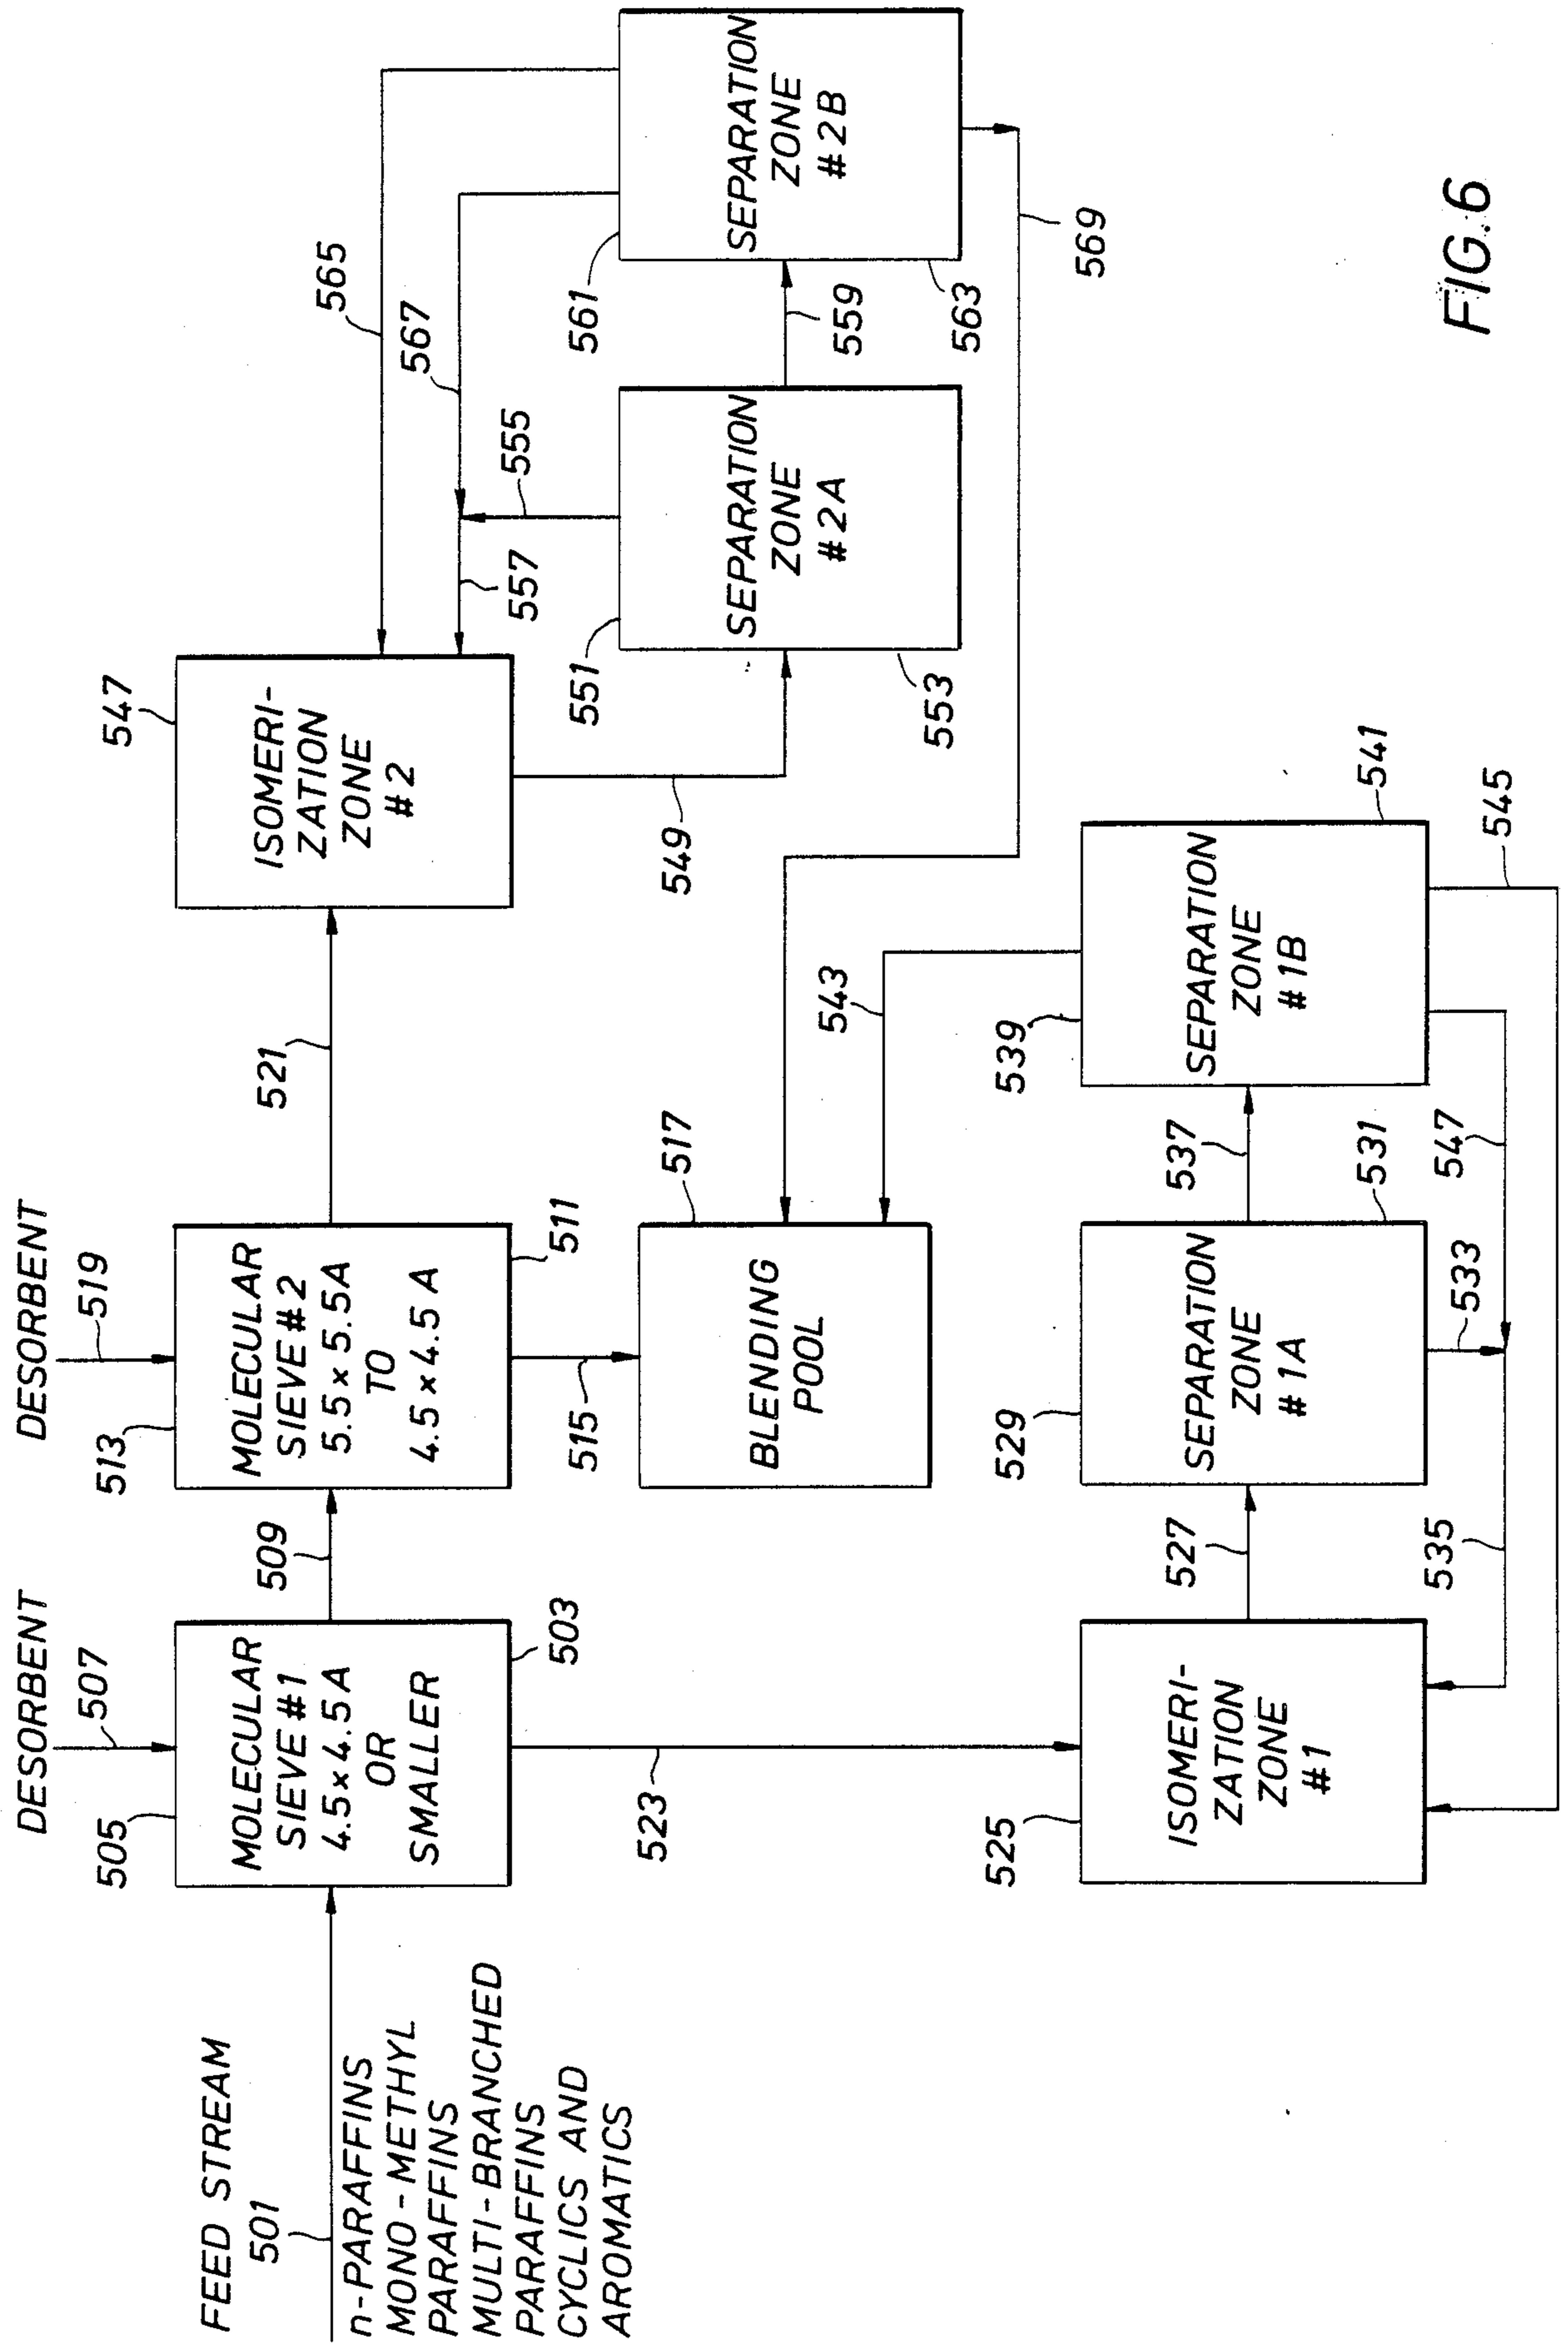 FEED STREAM
501
n-PARAFFINS
MONO-METHYL
PARAFFINS
MULTI-BRANCHED
PARAFFINS
CYCLICS AND
AROMATICS
DESORBENT
507
505
MOLECULAR
SIEVE #1
4.5 x 4.5 A
OR
SMALLER
503
509
523
DESORBENT
519
513
MOLECULAR
SIEVE #2
5.5 x 5.5A
TO
4.5 x 4.5 A
511
515
521
517
BLENDING
POOL
547
ISOMERI-
ZATION
ZONE
#2
549
565
567
557
555
551
SEPARATION
ZONE
#2A
553
559
561
SEPARATION
ZONE
#2B
563
569
525
ISOMERI-
ZATION
ZONE
#1
527
535
529
SEPARATION
ZONE
#1A
531
533
537
547
543
539
SEPARATION
ZONE
#1B
541
545
FIG. 6